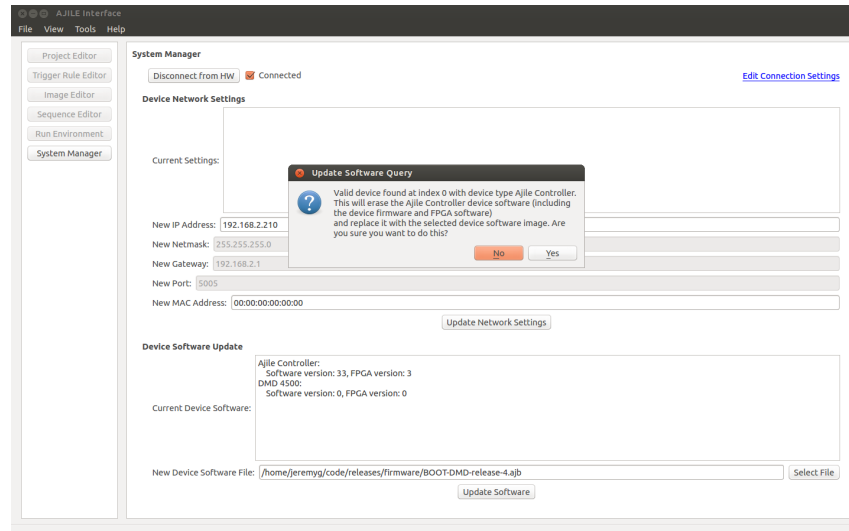 AJILE Interface
File View Tools Help
Project Editor
Trigger Rule Editor
Image Editor
Sequence Editor
Run Environment
System Manager
System Manager
Disconnect from HW Connected Edit Connection Settings
Device Network Settings
Current Settings:
Update Software Query
Valid device found at index 0 with device type Ajile Controller.
This will erase the Ajile Controller device software (including
the device firmware and FPGA software)
and replace it with the selected device software image. Are
you sure you want to do this?
No Yes
New IP Address: 192.168.2.210
New Netmask: 255.255.255.0
New Gateway: 192.168.2.1
New Port: 5005
New MAC Address: 00:00:00:00:00:00
Update Network Settings
Device Software Update
Ajile Controller:
Software version: 33, FPGA version: 3
DMD 4500:
Software version: 0, FPGA version: 0
Current Device Software:
New Device Software File: /home/jeremyg/code/releases/firmware/BOOT-DMD-release-4.ajb Select File
Update Software